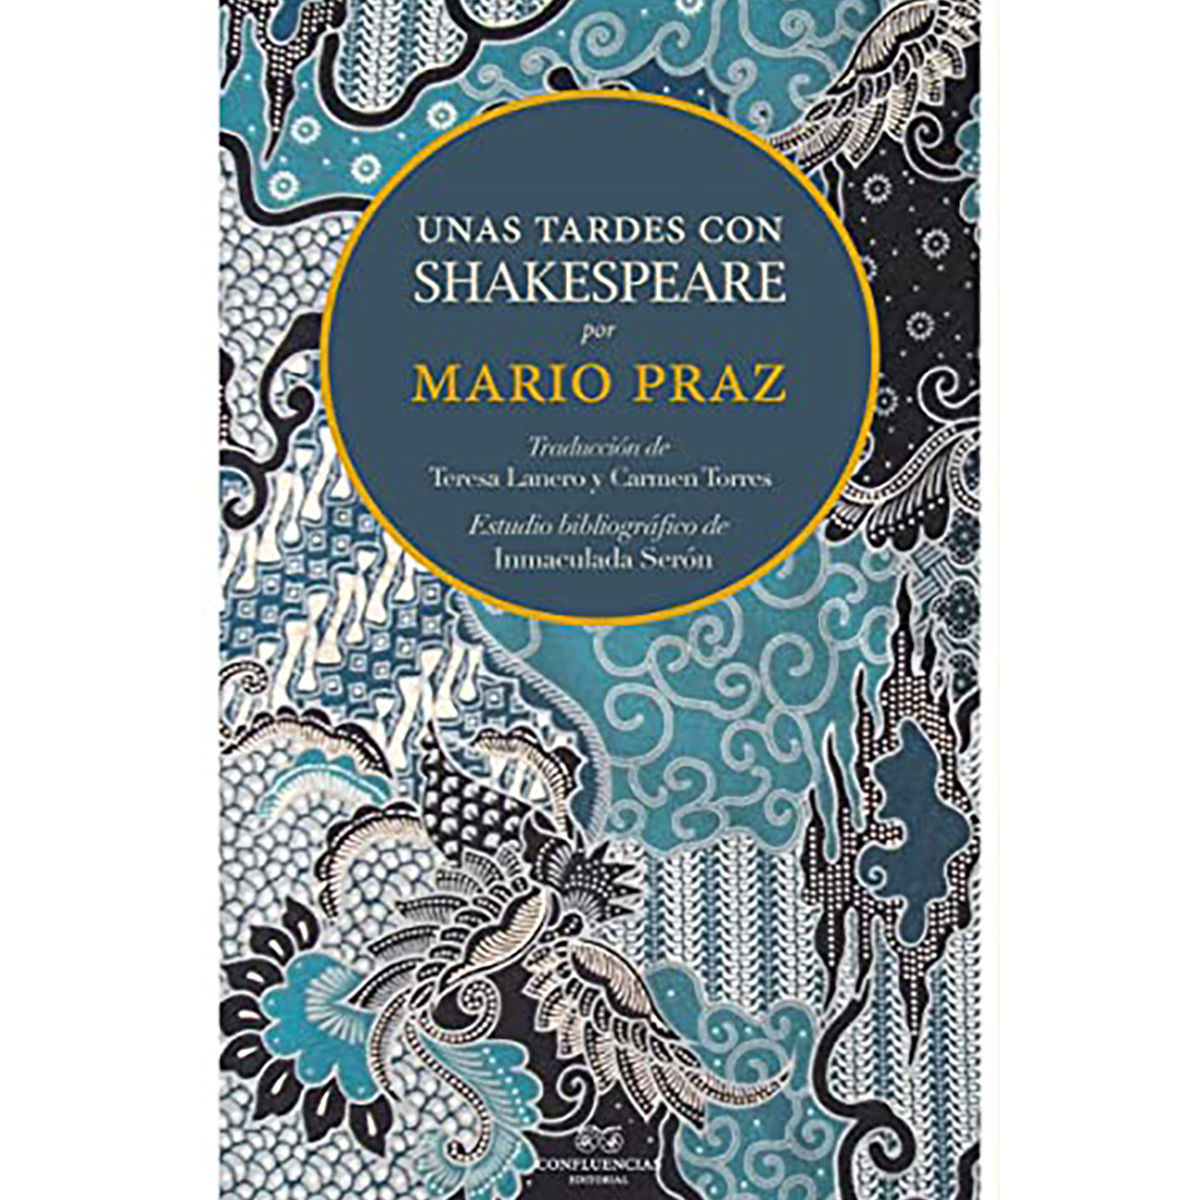 UNAS TARDES CON
SHAKESPEARE
por
MARIO PRAZ
Traducción de
Teresa Lanero y Carmen Torres
Estudio bibliográfico de
Inmaculada Serón
CONFLUENCIAS
EDITORIAL